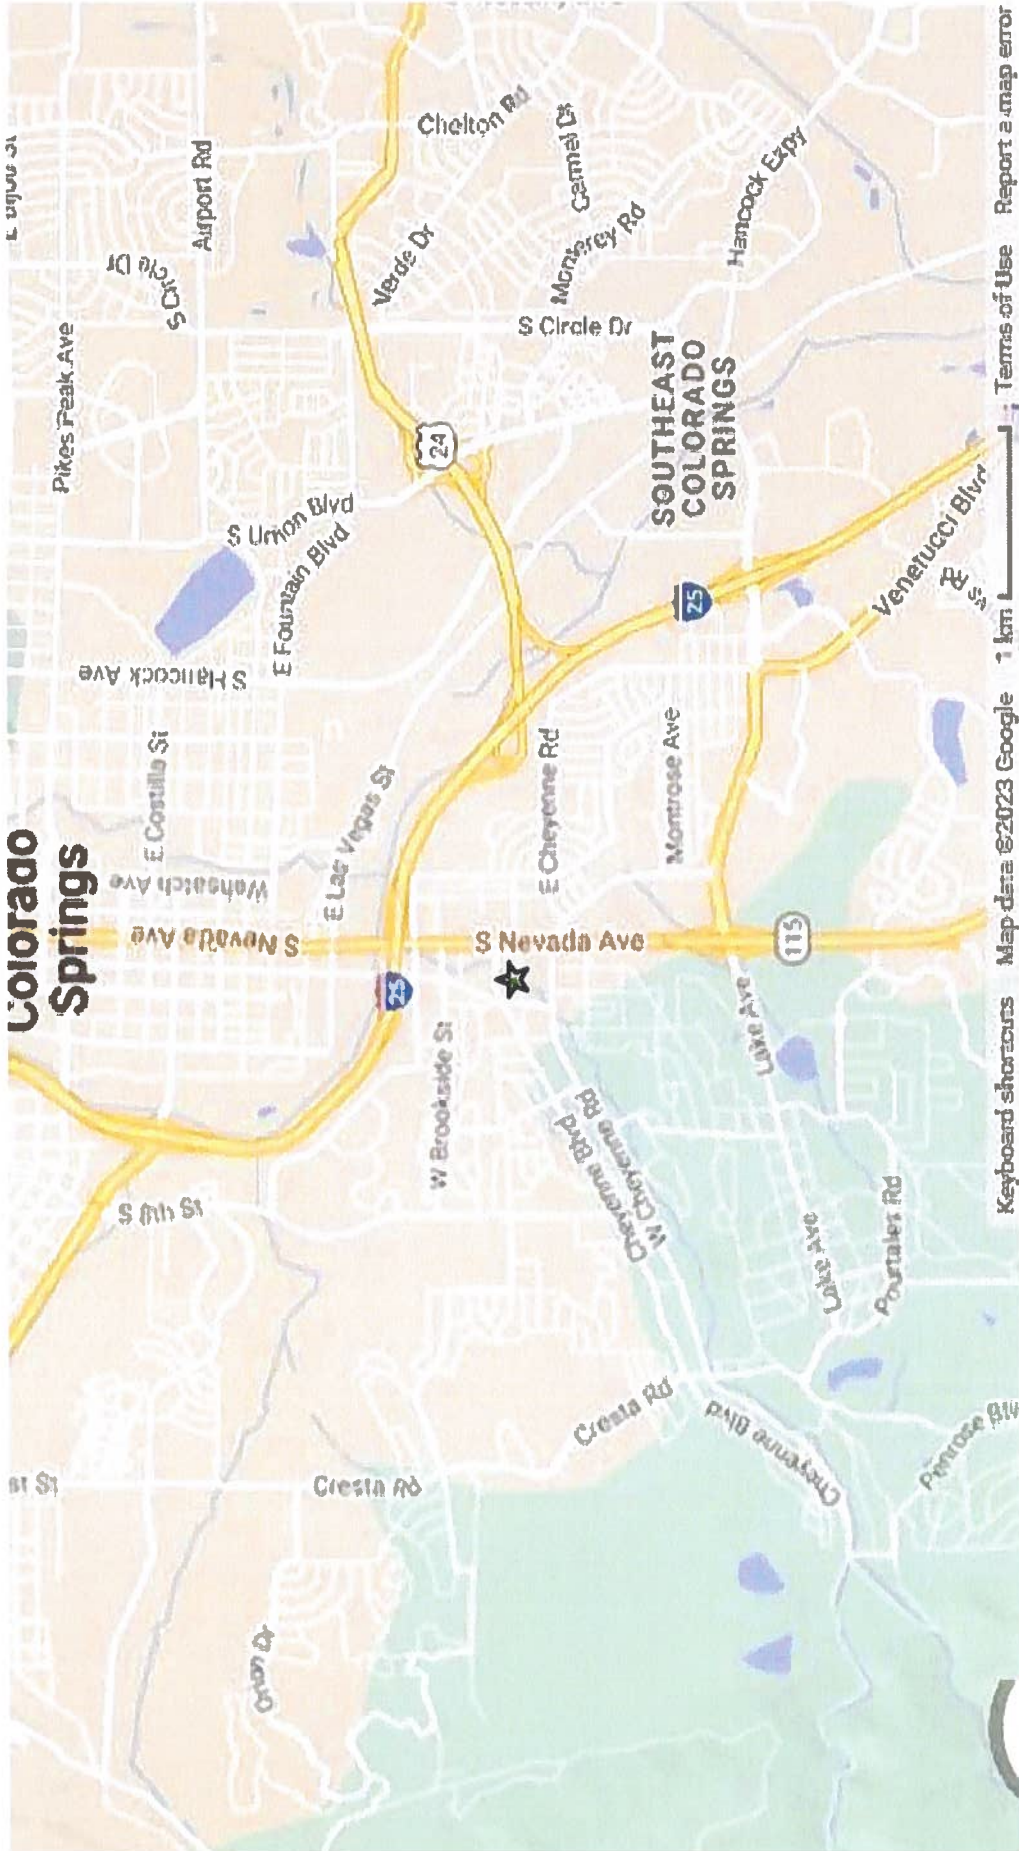 Colorado
Springs
Pikes Peak Ave
Airport Rd
S Circle Dr
S Union Blvd
E Fountain Blvd
S Hancock Ave
E Costilla St
Wahsatch Ave
S Nevada Ave
E Las Vegas St
25
24
Verde Dr
Chelton Rd
Carmel Dr
Monterey Rd
S Circle Dr
Hancock Expy
SOUTHEAST
COLORADO
SPRINGS
25
Venetucci Blvd
E Cheyenne Rd
Montrose Ave
S Nevada Ave
115
S 8th St
W Brookside St
Cheyenne Blvd
W Cheyenne Rd
Lake Ave
Lake Ave
Pourtales Rd
Cresta Rd
Cresta Rd
Cheyenne Blvd
Orion Dr
Keyboard shortcuts Map data ©2023 Google 1 km Terms of Use Report a map error